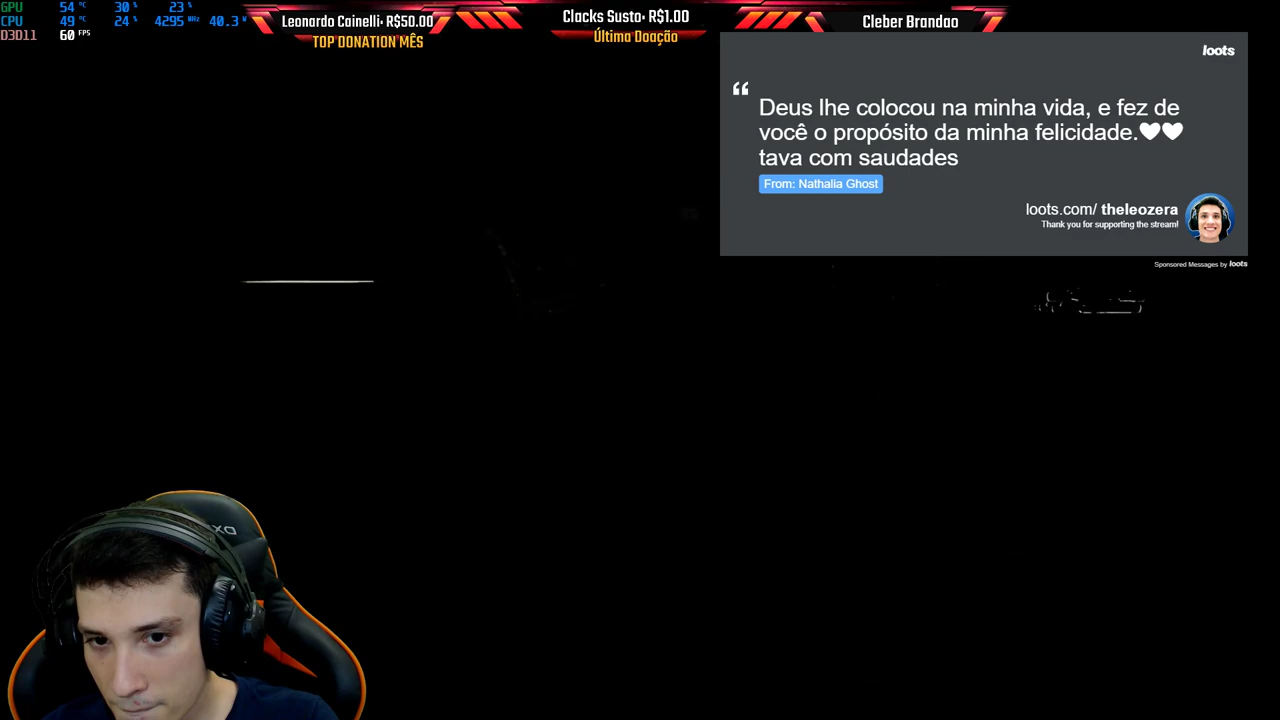 GPU 54 °C 30 % 23 %
CPU 49 °C 24 % 4295 MHz 40.3 W
D3D11 60 FPS
Leonardo Cainelli: R$50.00
TOP DONATION MÊS
Clacks Susto: R$1.00
Última Doação
Cleber Brandao
loots
“
Deus lhe colocou na minha vida, e fez de
você o propósito da minha felicidade.🤍🤍
tava com saudades
From: Nathalia Ghost
loots.com/ theleozera
Thank you for supporting the stream!
Sponsored Messages by loots